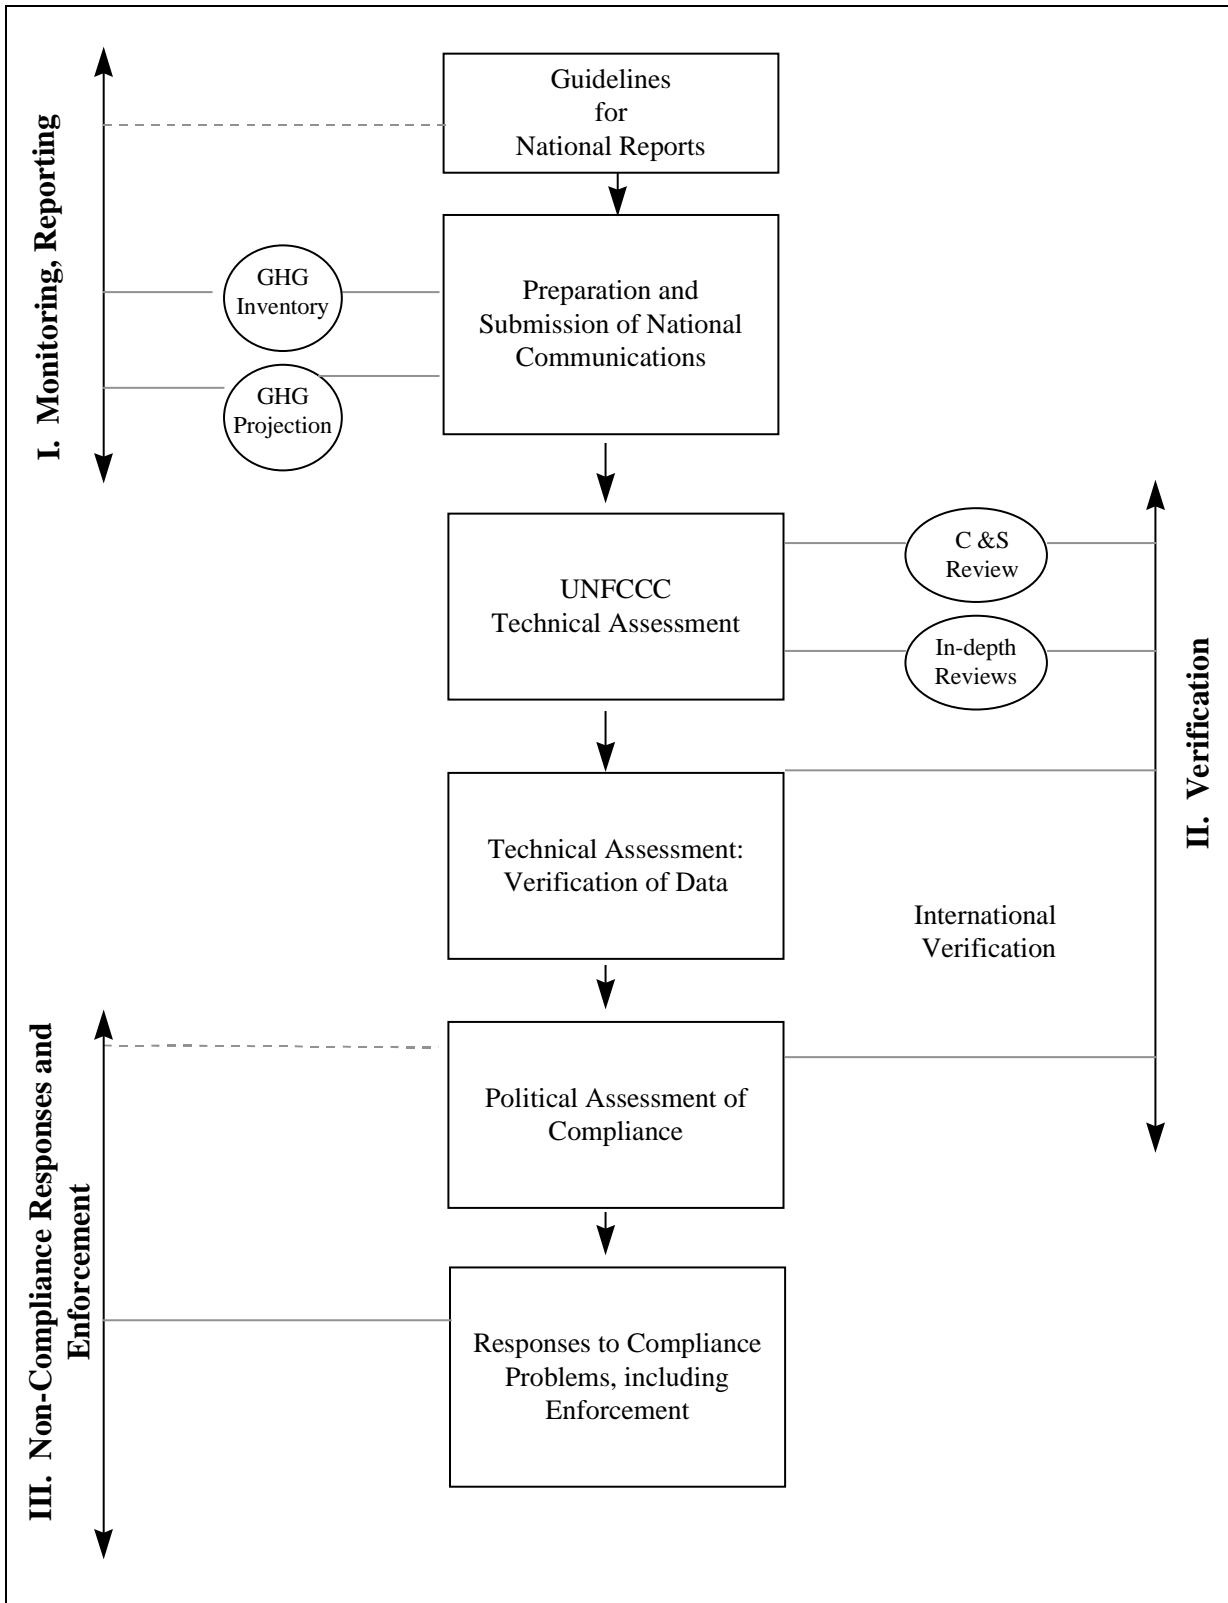 Guidelines
for
National Reports
I. Monitoring, Reporting
GHG
Inventory
Preparation and
Submission of National
Communications
GHG
Projection
UNFCCC
Technical Assessment
C &S
Review
In-depth
Reviews
II. Verification
Technical Assessment:
Verification of Data
International
Verification
III. Non-Compliance Responses and
Enforcement
Political Assessment of
Compliance
Responses to Compliance
Problems, including
Enforcement